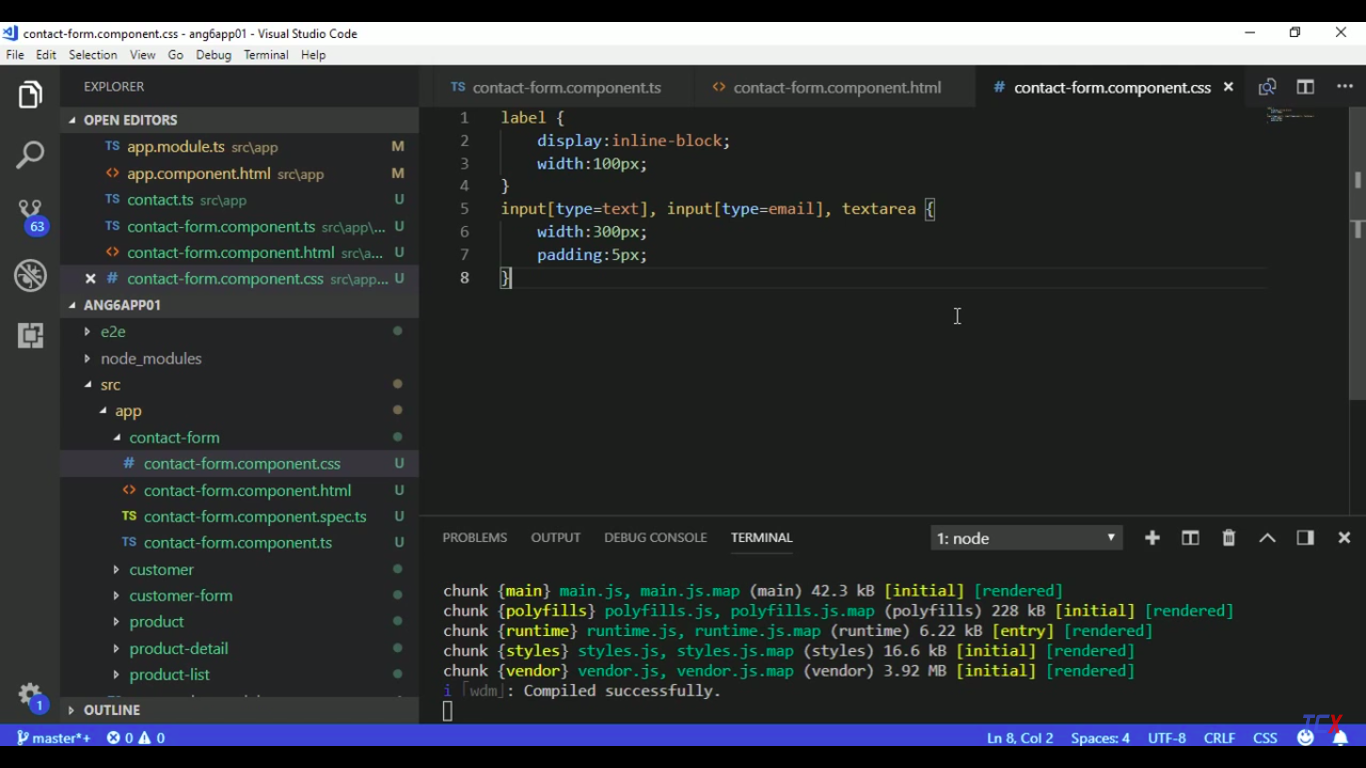 contact-form.component.css - ang6app01 - Visual Studio Code
File Edit Selection View Go Debug Terminal Help
EXPLORER
OPEN EDITORS
TS app.module.ts src\app M
<> app.component.html src\app M
TS contact.ts src\app U
TS contact-form.component.ts src\app\... U
<> contact-form.component.html src\a... U
# contact-form.component.css src\app... U
ANG6APP01
e2e
node_modules
src
app
contact-form
# contact-form.component.css U
<> contact-form.component.html U
TS contact-form.component.spec.ts U
TS contact-form.component.ts U
customer
customer-form
product
product-detail
product-list
OUTLINE
63
1
TS contact-form.component.ts <> contact-form.component.html # contact-form.component.css
1 label {
2 display:inline-block;
3 width:100px;
4 }
5 input[type=text], input[type=email], textarea {
6 width:300px;
7 padding:5px;
8 }
PROBLEMS OUTPUT DEBUG CONSOLE TERMINAL 1: node
chunk {main} main.js, main.js.map (main) 42.3 kB [initial] [rendered]
chunk {polyfills} polyfills.js, polyfills.js.map (polyfills) 228 kB [initial] [rendered]
chunk {runtime} runtime.js, runtime.js.map (runtime) 6.22 kB [entry] [rendered]
chunk {styles} styles.js, styles.js.map (styles) 16.6 kB [initial] [rendered]
chunk {vendor} vendor.js, vendor.js.map (vendor) 3.92 MB [initial] [rendered]
i ｢wdm｣: Compiled successfully.
TCX
master*+ 0 0 Ln 8, Col 2 Spaces: 4 UTF-8 CRLF CSS